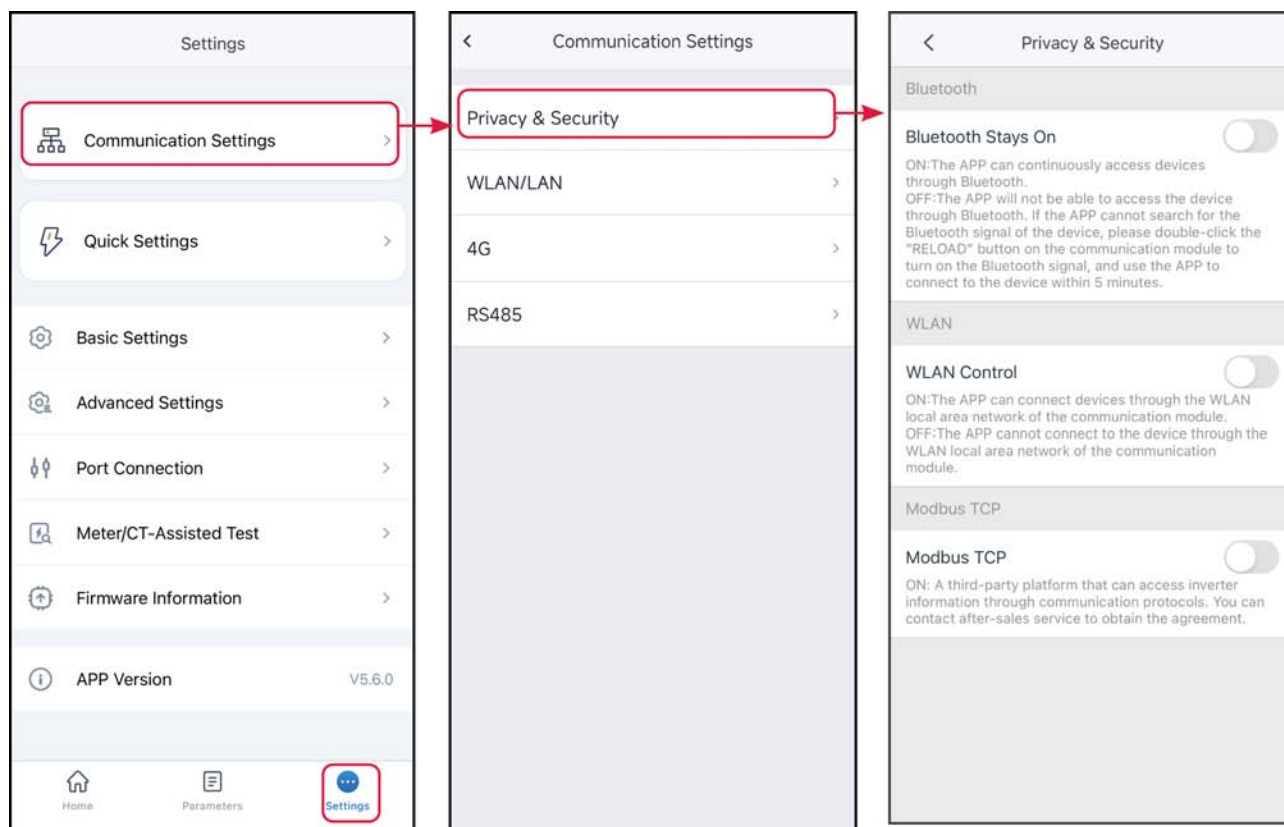 Settings
Communication Settings
Quick Settings
Basic Settings
Advanced Settings
Port Connection
Meter/CT-Assisted Test
Firmware Information
APP Version V5.6.0
Home Parameters Settings
Communication Settings
Privacy & Security
WLAN/LAN
4G
RS485
Privacy & Security
Bluetooth
Bluetooth Stays On
ON:The APP can continuously access devices
through Bluetooth.
OFF:The APP will not be able to access the device
through Bluetooth. If the APP cannot search for the
Bluetooth signal of the device, please double-click the
"RELOAD" button on the communication module to
turn on the Bluetooth signal, and use the APP to
connect to the device within 5 minutes.
WLAN
WLAN Control
ON:The APP can connect devices through the WLAN
local area network of the communication module.
OFF:The APP cannot connect to the device through the
WLAN local area network of the communication
module.
Modbus TCP
Modbus TCP
ON: A third-party platform that can access inverter
information through communication protocols. You can
contact after-sales service to obtain the agreement.